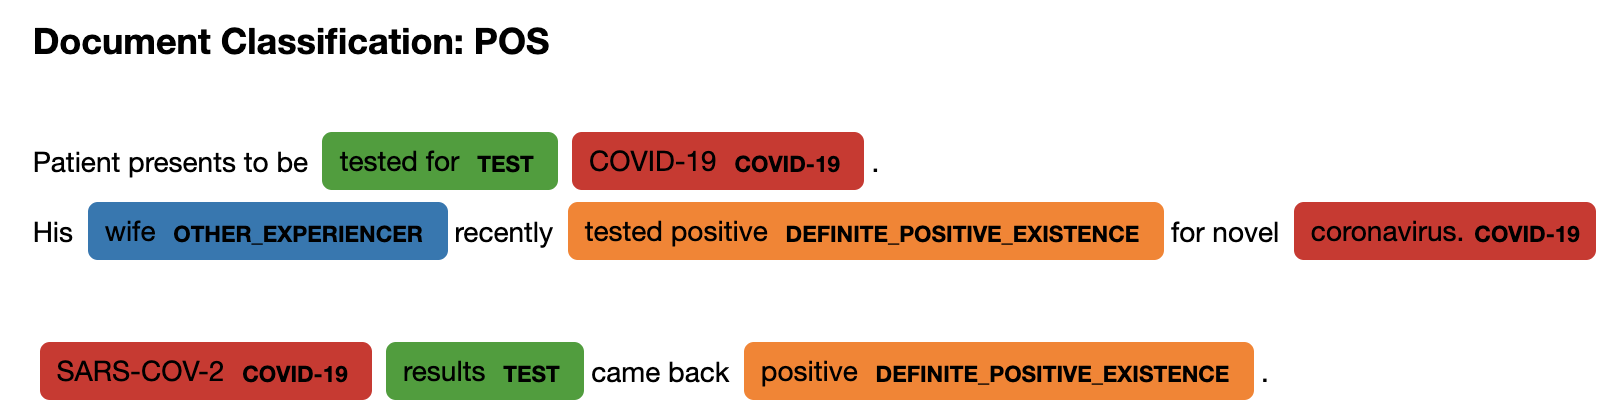 Document Classification: POS
Patient presents to be tested for TEST COVID-19 COVID-19 .
His wife OTHER_EXPERIENCER recently tested positive DEFINITE_POSITIVE_EXISTENCE for novel coronavirus. COVID-19
SARS-COV-2 COVID-19 results TEST came back positive DEFINITE_POSITIVE_EXISTENCE .